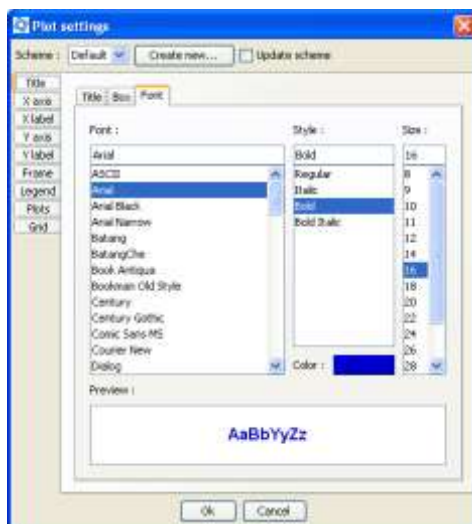 Plot settings
Scheme : Default Create new... Update scheme
Title
X axis
X label
Y axis
Y label
Frame
Legend
Plots
Grid
Title Box Font
Font : Style : Size :
Arial Bold 16
ASCII Regular 8
Arial Italic 9
Arial Black Bold 10
Arial Narrow Bold Italic 11
Batang 12
BatangChe 14
Book Antiqua 16
Bookman Old Style 18
Century 20
Century Gothic 22
Comic Sans MS 24
Courier New 26
Dialog 28
Color :
Preview :
AaBbYyZz
Ok Cancel